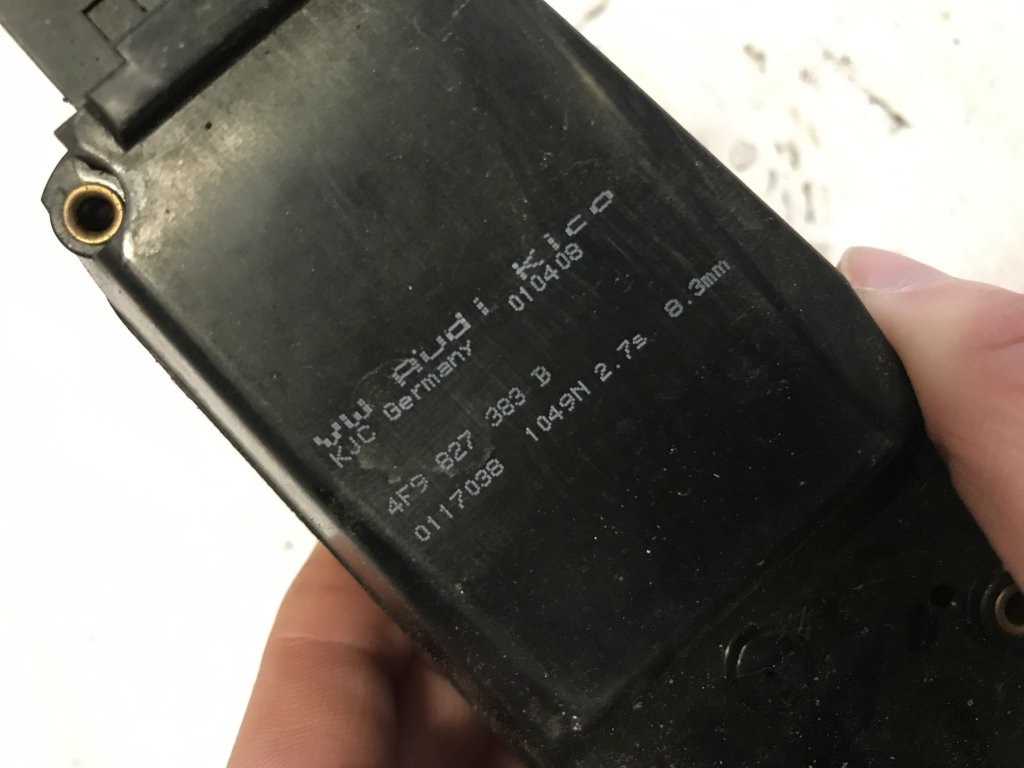 VW Audi Kico
KJC Germany 010408
4F9 827 383 B
0117038 1049N 2.7s 8.3mm